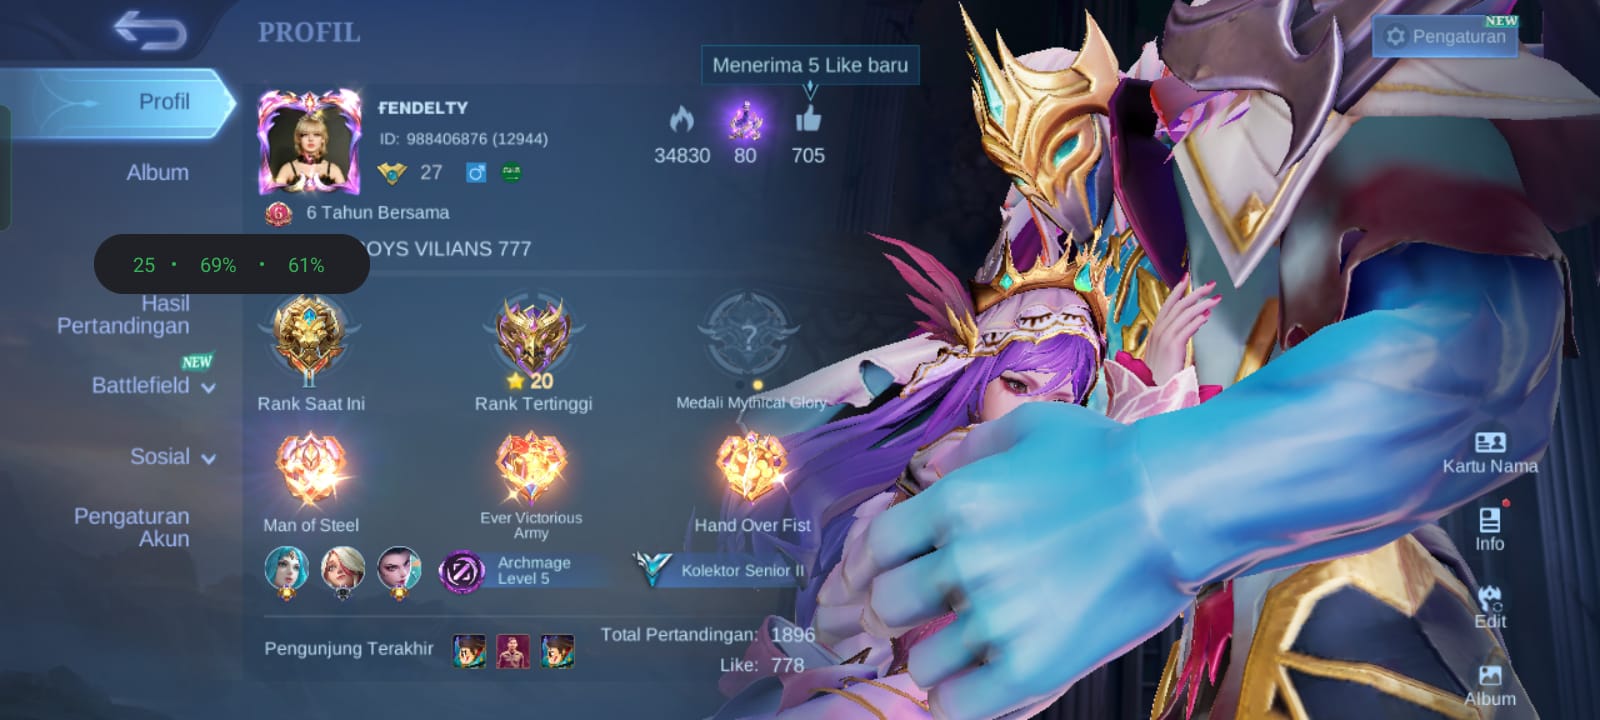 PROFIL
Menerima 5 Like baru
NEW
Pengaturan
Profil
FENDELTY
ID: 988406876 (12944)
27
34830
80
705
Album
6
6 Tahun Bersama
OYS VILIANS 777
25 • 69% • 61%
Hasil
Pertandingan
NEW
Battlefield
Sosial
Pengaturan
Akun
II
20
?
Rank Saat Ini
Rank Tertinggi
Medali Mythical Glory
Man of Steel
Ever Victorious
Army
Hand Over Fist
Archmage
Level 5
Kolektor Senior II
Pengunjung Terakhir
Total Pertandingan: 1896
Like: 778
Kartu Nama
Info
Edit
Album